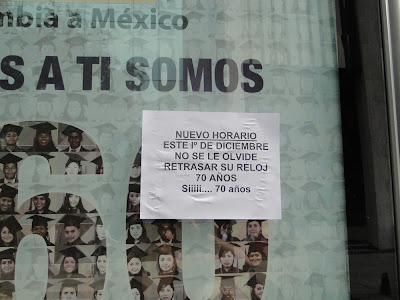 mbia a México
S A TI SOMOS
60
NUEVO HORARIO
ESTE 1º DE DICIEMBRE
NO SE LE OLVIDE
RETRASAR SU RELOJ
70 AÑOS
Siiiii.... 70 años